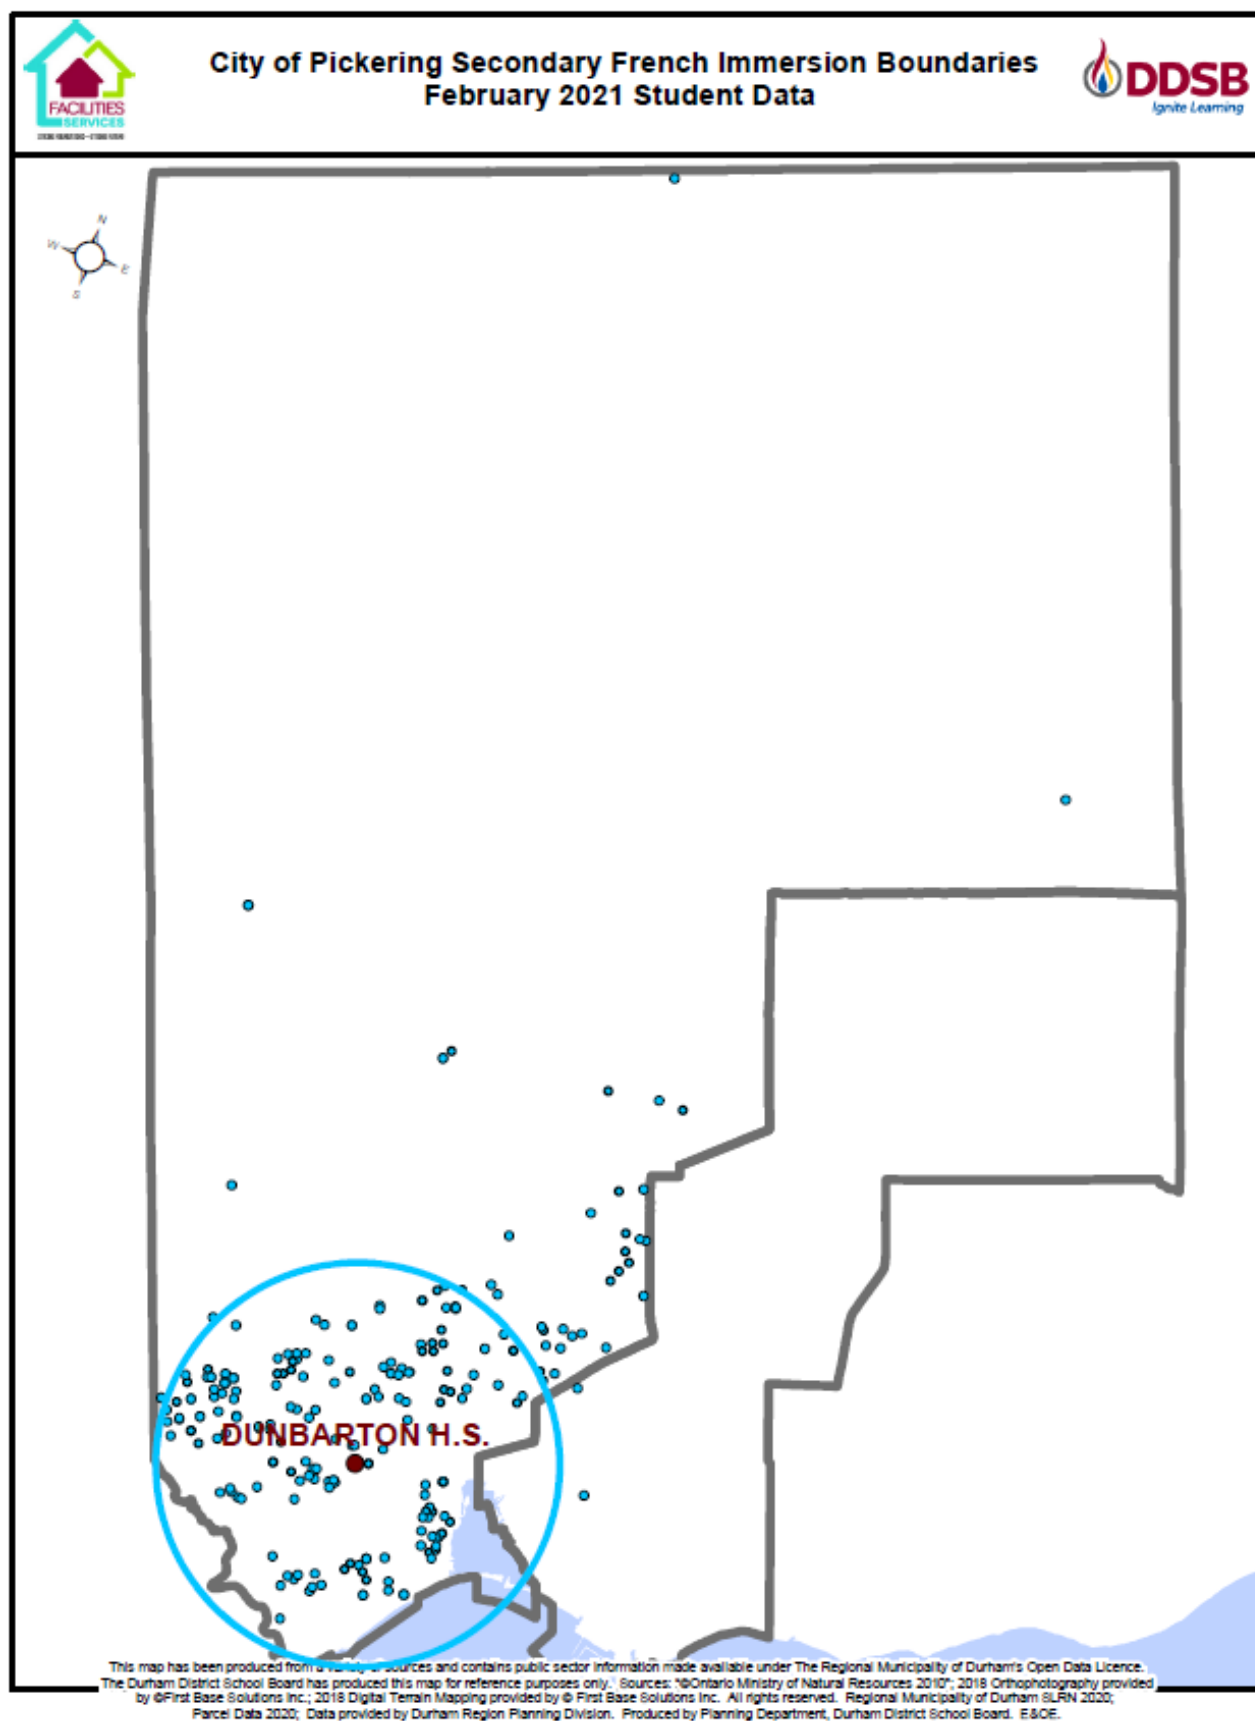 City of Pickering Secondary French Immersion Boundaries
February 2021 Student Data
FACILITIES
SERVICES
DDSB
Ignite Learning
N
W
E
S
DUNBARTON H.S.
This map has been produced from a variety of sources and contains public sector information made available under The Regional Municipality of Durham's Open Data Licence.
The Durham District School Board has produced this map for reference purposes only. Sources: "©Ontario Ministry of Natural Resources 2010"; 2018 Orthophotography provided
by ©First Base Solutions Inc.; 2018 Digital Terrain Mapping provided by © First Base Solutions Inc. All rights reserved. Regional Municipality of Durham SLRN 2020;
Parcel Data 2020; Data provided by Durham Region Planning Division. Produced by Planning Department, Durham District School Board. E&OE.